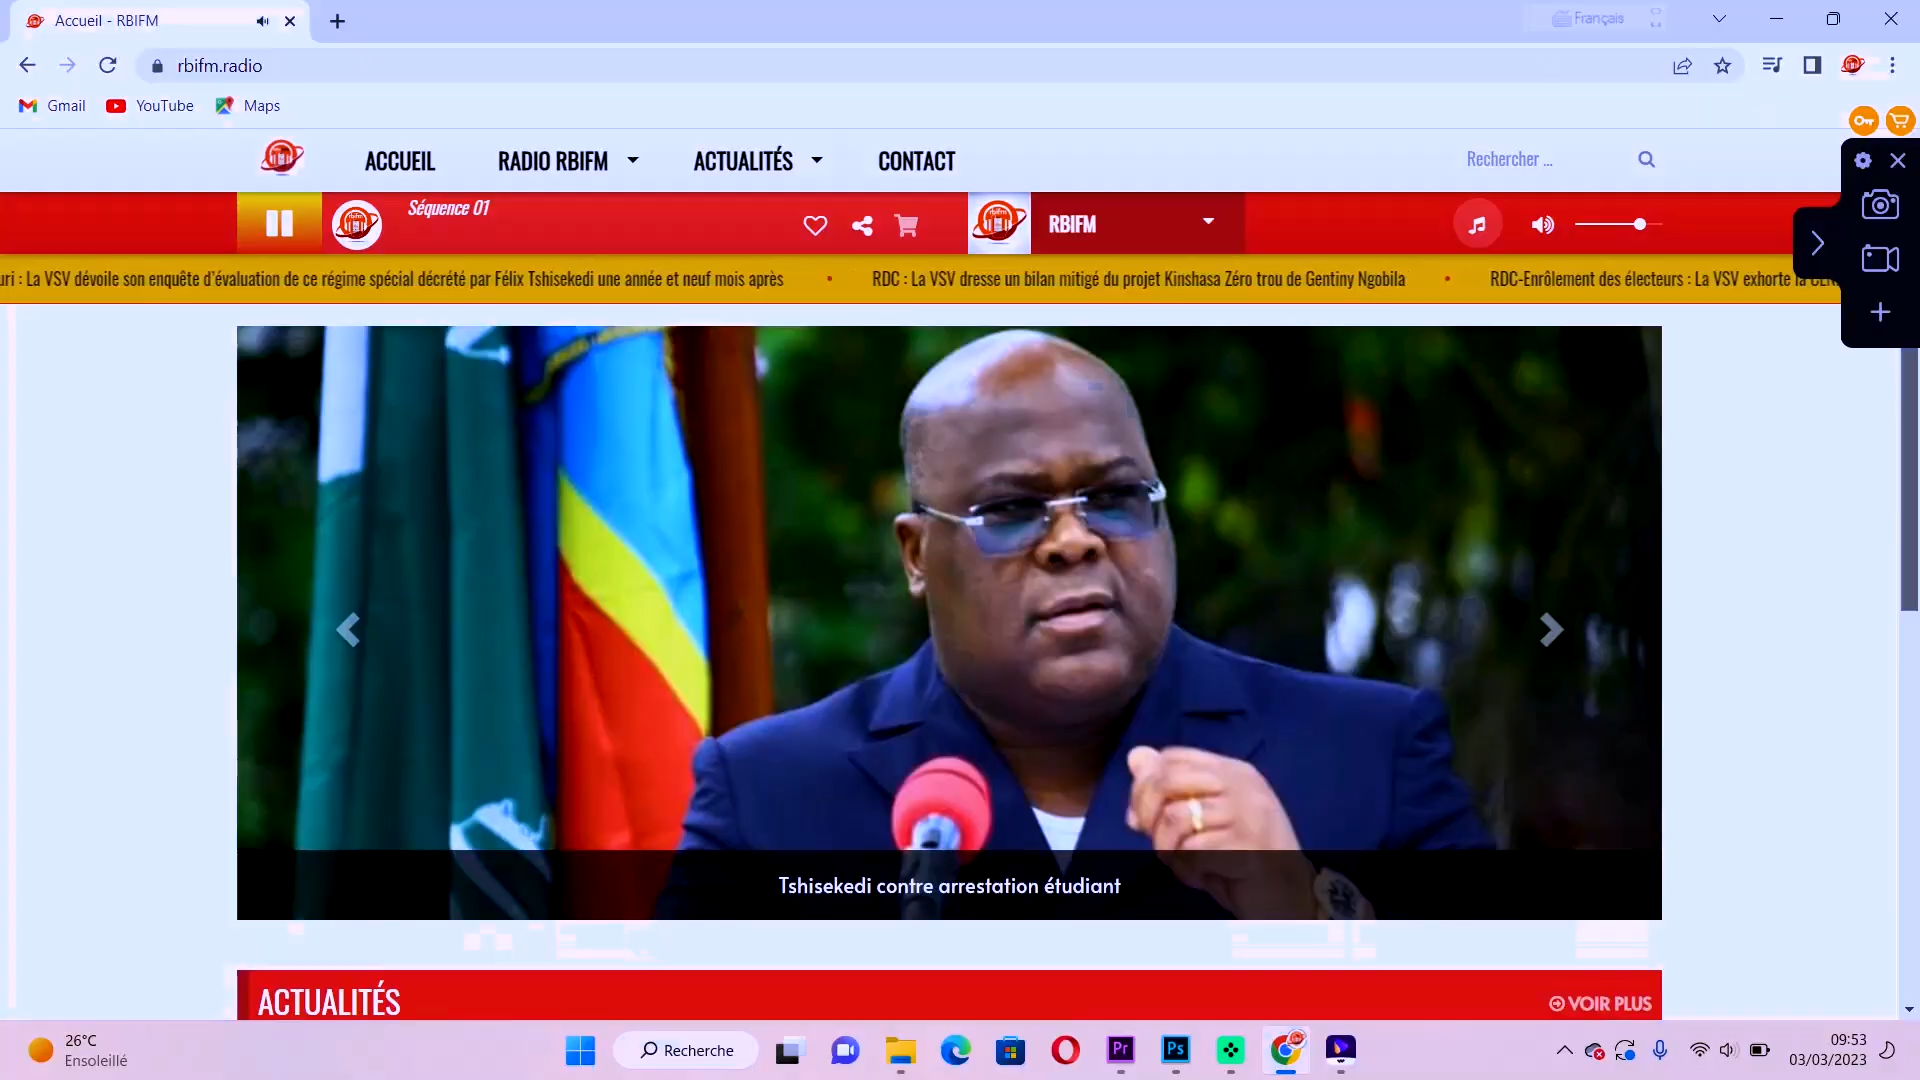 Accueil - RBIFM
Français
rbifm.radio
Gmail
YouTube
Maps
ACCUEIL
RADIO RBIFM
ACTUALITÉS
CONTACT
Rechercher ...
Séquence 01
RBIFM
uri : La VSV dévoile son enquête d'évaluation de ce régime spécial décrété par Félix Tshisekedi une année et neuf mois après • RDC : La VSV dresse un bilan mitigé du projet Kinshasa Zéro trou de Gentiny Ngobila • RDC-Enrôlement des électeurs : La VSV exhorte la
Tshisekedi contre arrestation étudiant
ACTUALITÉS
VOIR PLUS
26°C
Ensoleillé
Recherche
Pr
Ps
09:53
03/03/2023